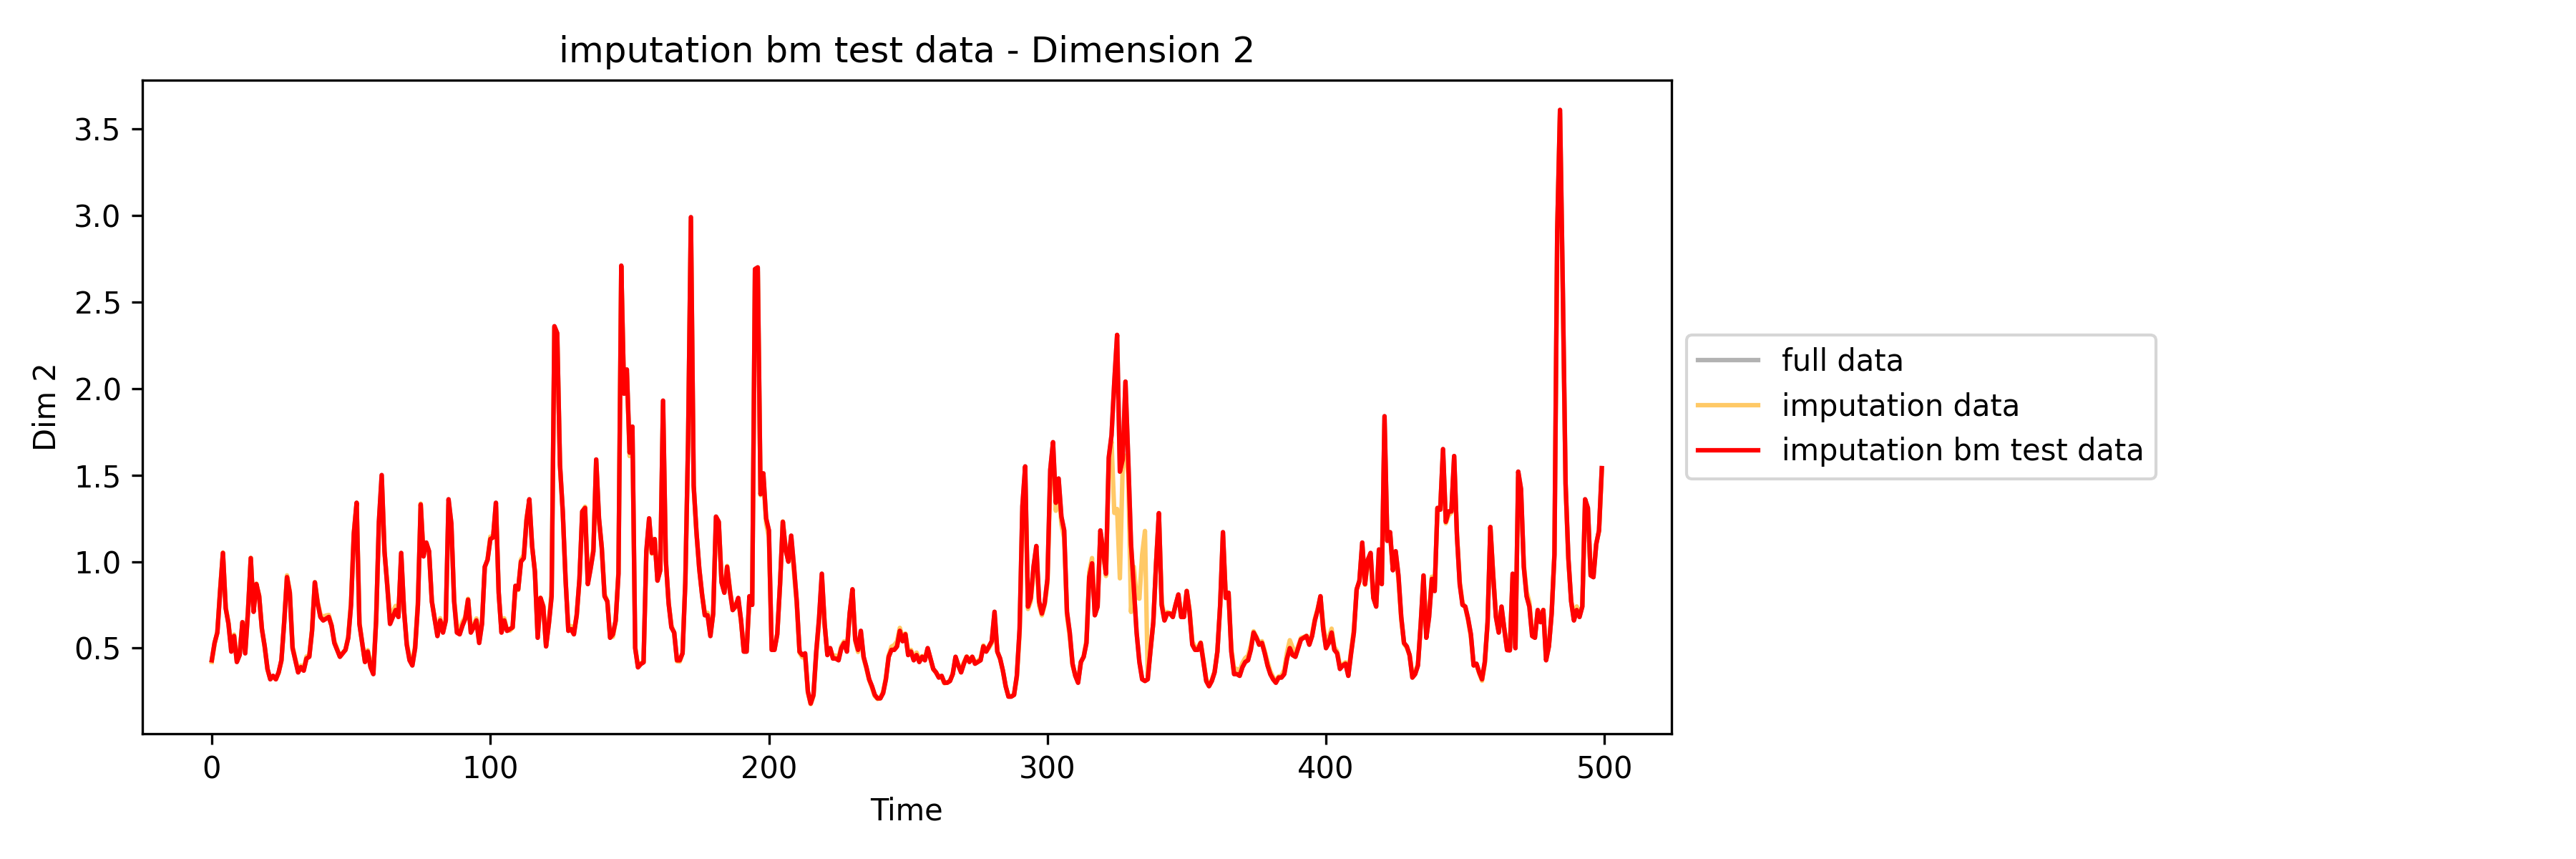 imputation bm test data - Dimension 2
3.5
3.0
2.5
2.0
1.5
1.0
0.5
Dim 2
0 100 200 300 400 500
Time
full data
imputation data
imputation bm test data